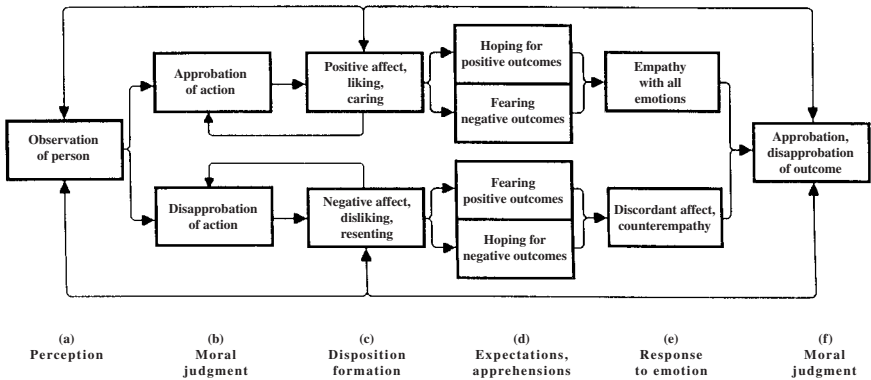 Observation
of person
Approbation
of action
Disapprobation
of action
Positive affect,
liking,
caring
Negative affect,
disliking,
resenting
Hoping for
positive outcomes
Fearing
negative outcomes
Fearing
positive outcomes
Hoping for
negative outcomes
Empathy
with all
emotions
Discordant affect,
counterempathy
Approbation,
disapprobation
of outcome
(a)
Perception
(b)
Moral
judgment
(c)
Disposition
formation
(d)
Expectations,
apprehensions
(e)
Response
to emotion
(f)
Moral
judgment